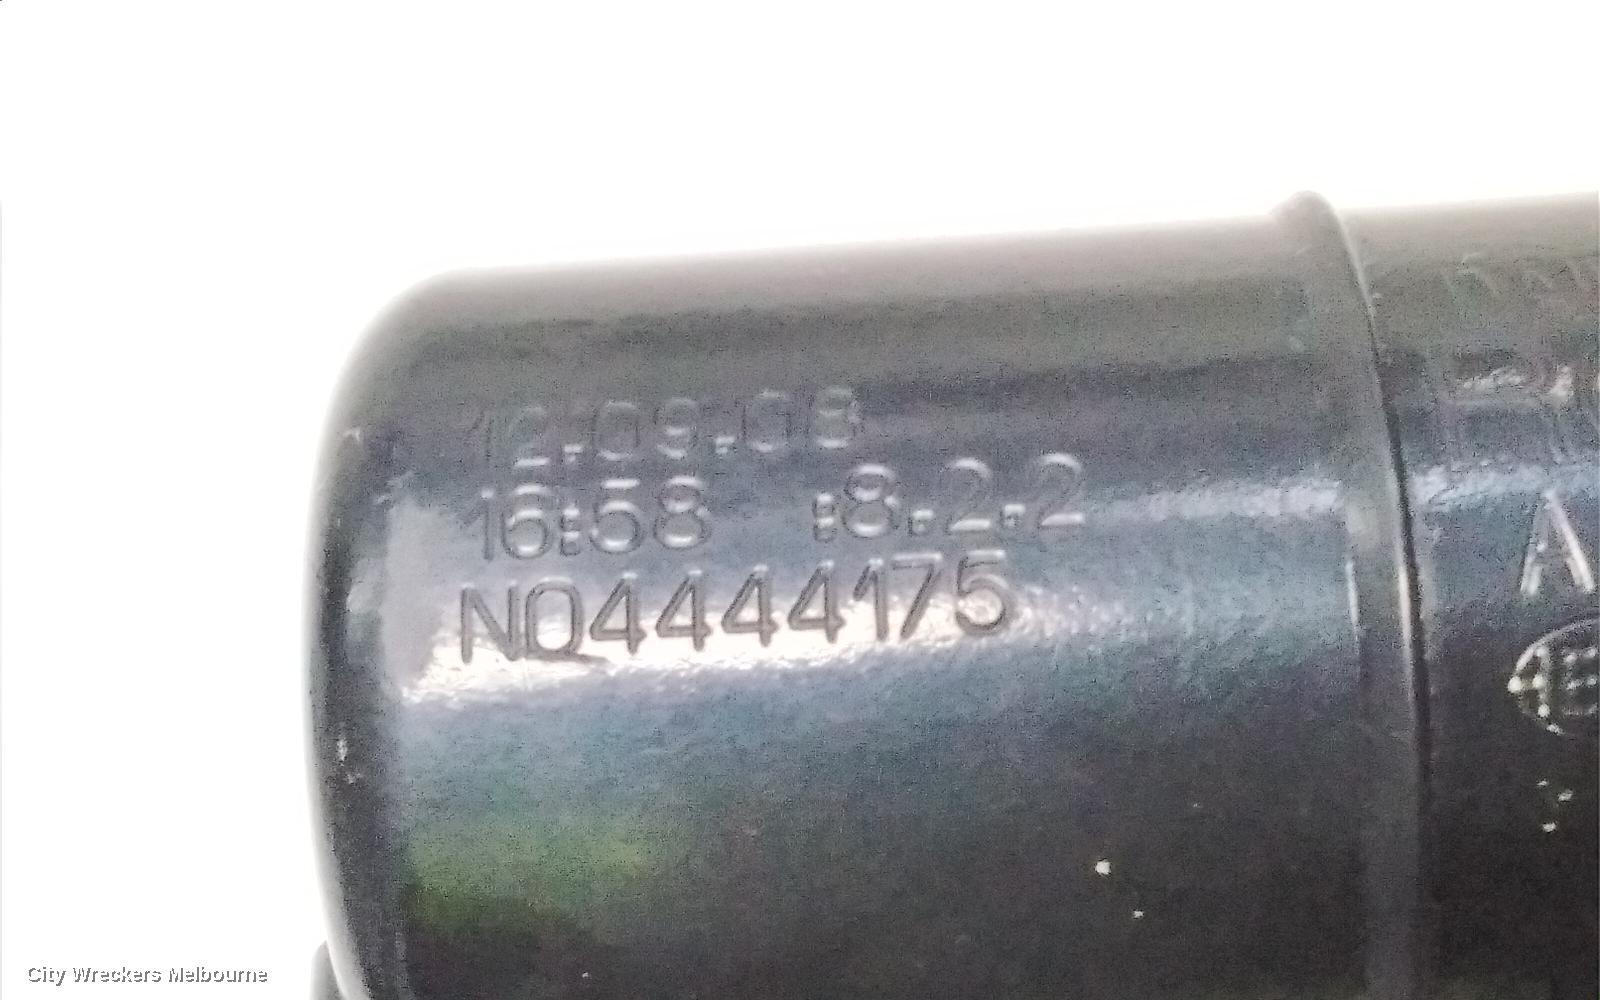 12.09.08
16:58 :8.2.2
NQ4444175
City Wreckers Melbourne